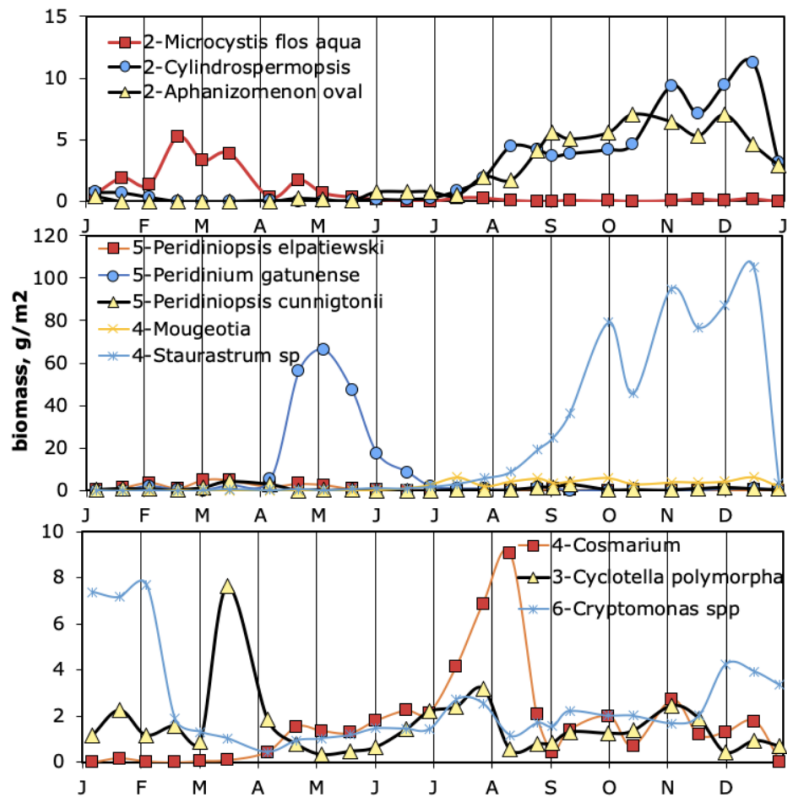 15
2-Microcystis flos aqua
2-Cylindrospermopsis
10
2-Aphanizomenon oval
5
0
J F M A M J J A S O N D J
120
5-Peridiniopsis elpatiewski
100
5-Peridinium gatunense
5-Peridiniopsis cunnigtonii
80
4-Mougeotia
60
4-Staurastrum sp
40
20
0
biomass, g/m2
J F M A M J J A S O N D
10
4-Cosmarium
8
3-Cyclotella polymorpha
6-Cryptomonas spp
6
4
2
0
J F M A M J J A S O N D J